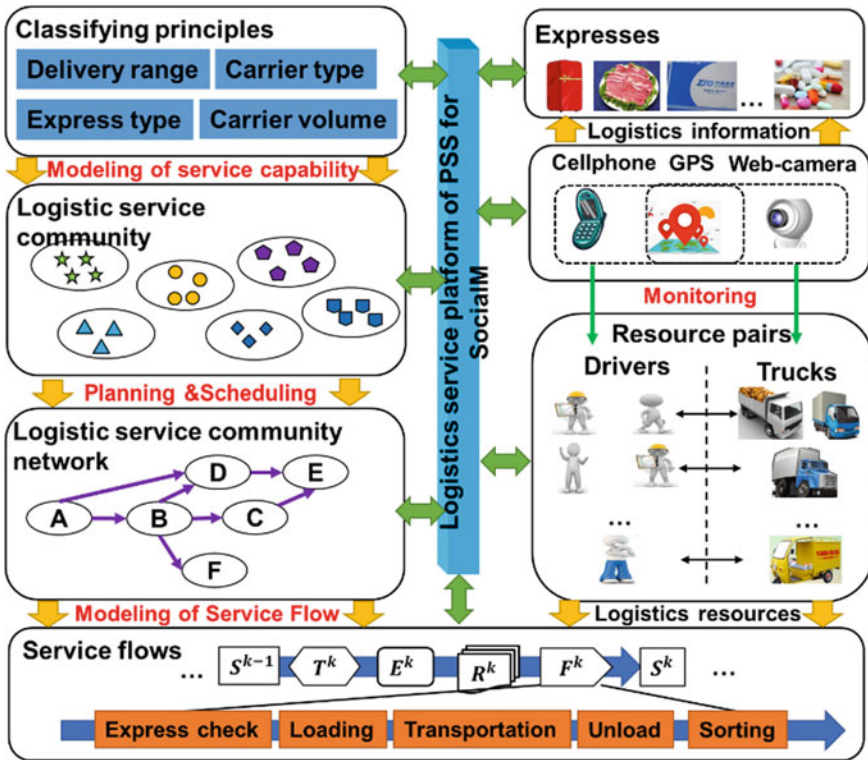 Classifying principles
Delivery range
Carrier type
Express type
Carrier volume
Modeling of service capability
Logistic service
community
Planning &Scheduling
Logistic service community
network
A
B
C
D
E
F
Modeling of Service Flow
Logistics service platform of PSS for
SocialM
Expresses
...
Logistics information
Cellphone GPS Web-camera
Monitoring
Resource pairs
Drivers
Trucks
...
...
Logistics resources
Service flows
... S^{k-1} T^k E^k R^k F^k S^k ...
Express check Loading Transportation Unload Sorting